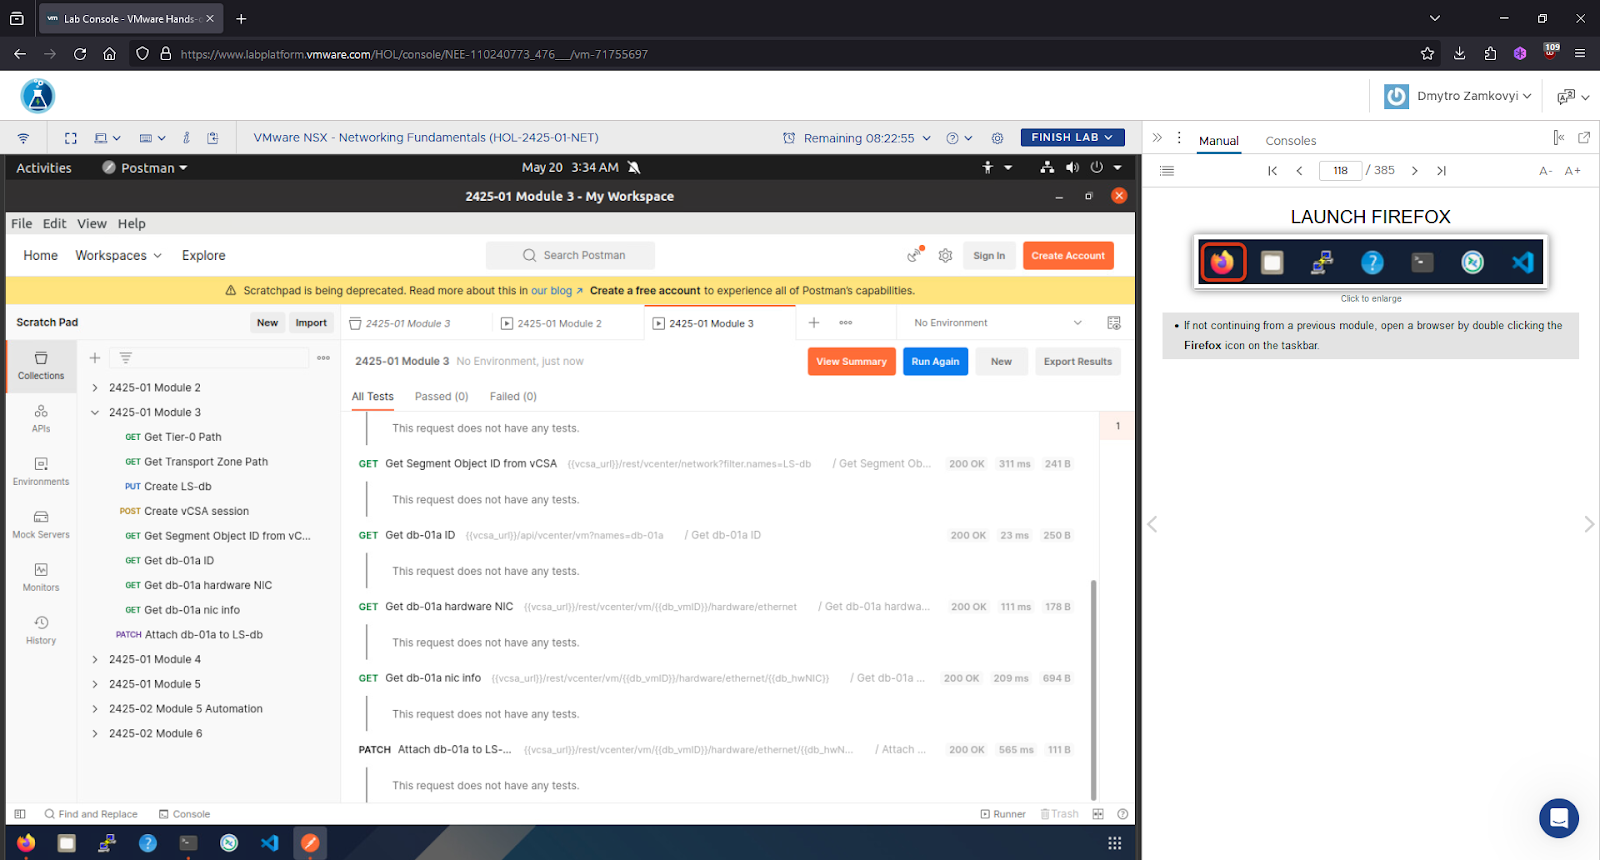 vm Lab Console - VMware Hands-o
https://www.labplatform.vmware.com/HOL/console/NEE-110240773_476___/vm-71755697
109
Dmytro Zamkovyi
VMware NSX - Networking Fundamentals (HOL-2425-01-NET)
Remaining 08:22:55
FINISH LAB
Manual
Consoles
Activities
Postman
May 20 3:34 AM
118 / 385
A-
A+
2425-01 Module 3 - My Workspace
File Edit View Help
Home Workspaces Explore
Search Postman
Sign In
Create Account
Scratchpad is being deprecated. Read more about this in our blog ↗ Create a free account to experience all of Postman's capabilities.
Scratch Pad
New
Import
2425-01 Module 3
2425-01 Module 2
2425-01 Module 3
No Environment
Collections
APIs
Environments
Mock Servers
Monitors
History
2425-01 Module 2
2425-01 Module 3
GET Get Tier-0 Path
GET Get Transport Zone Path
PUT Create LS-db
POST Create vCSA session
GET Get Segment Object ID from vC...
GET Get db-01a ID
GET Get db-01a hardware NIC
GET Get db-01a nic info
PATCH Attach db-01a to LS-db
2425-01 Module 4
2425-01 Module 5
2425-02 Module 5 Automation
2425-02 Module 6
2425-01 Module 3 No Environment, just now
View Summary
Run Again
New
Export Results
All Tests Passed (0) Failed (0)
1
This request does not have any tests.
GET Get Segment Object ID from vCSA {{vcsa_url}}/rest/vcenter/network?filter.names=LS-db / Get Segment Ob... 200 OK 311 ms 241 B
This request does not have any tests.
GET Get db-01a ID {{vcsa_url}}/api/vcenter/vm?names=db-01a / Get db-01a ID 200 OK 23 ms 250 B
This request does not have any tests.
GET Get db-01a hardware NIC {{vcsa_url}}/rest/vcenter/vm/{{db_vmID}}/hardware/ethernet / Get db-01a hardwa... 200 OK 111 ms 178 B
This request does not have any tests.
GET Get db-01a nic info {{vcsa_url}}/rest/vcenter/vm/{{db_vmID}}/hardware/ethernet/{{db_hwNIC}} / Get db-01a ... 200 OK 209 ms 694 B
This request does not have any tests.
PATCH Attach db-01a to LS-... {{vcsa_url}}/rest/vcenter/vm/{{db_vmID}}/hardware/ethernet/{{db_hwN... / Attach ... 200 OK 565 ms 111 B
This request does not have any tests.
Find and Replace
Console
Runner
Trash
LAUNCH FIREFOX
Click to enlarge
• If not continuing from a previous module, open a browser by double clicking the
Firefox icon on the taskbar.